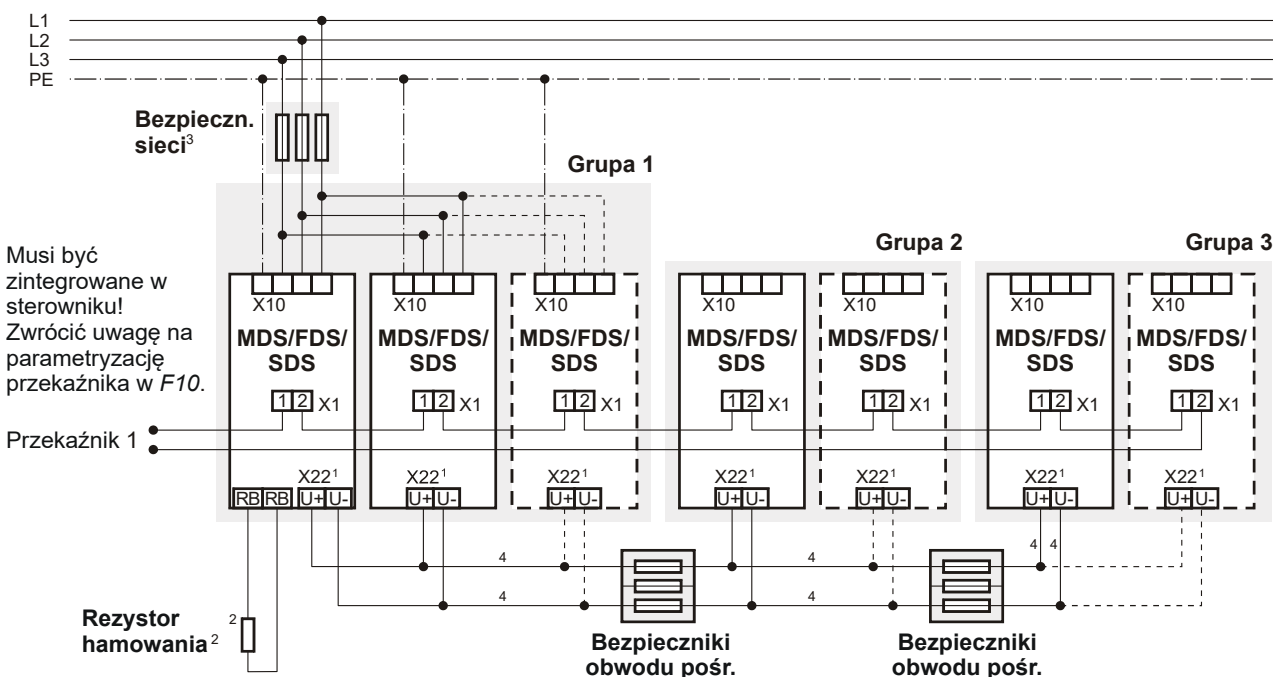 L1
L2
L3
PE
Bezpieczn.
sieci³
Grupa 1
Grupa 2
Grupa 3
Musi być
zintegrowane w
sterowniku!
Zwrócić uwagę na
parametryzację
przekaźnika w F10.
X10
X10
X10
X10
X10
X10
X10
MDS/FDS/
SDS
MDS/FDS/
SDS
MDS/FDS/
SDS
MDS/FDS/
SDS
MDS/FDS/
SDS
MDS/FDS/
SDS
MDS/FDS/
SDS
1 2 X1
1 2 X1
1 2 X1
1 2 X1
1 2 X1
1 2 X1
1 2 X1
Przekaźnik 1
X22¹
X22¹
X22¹
X22¹
X22¹
X22¹
X22¹
RB RB U+ U-
U+ U-
U+ U-
U+ U-
U+ U-
U+ U-
U+ U-
4 4 4 4
4 4
Rezystor
hamowania²
2
Bezpieczniki
obwodu pośr.
Bezpieczniki
obwodu pośr.